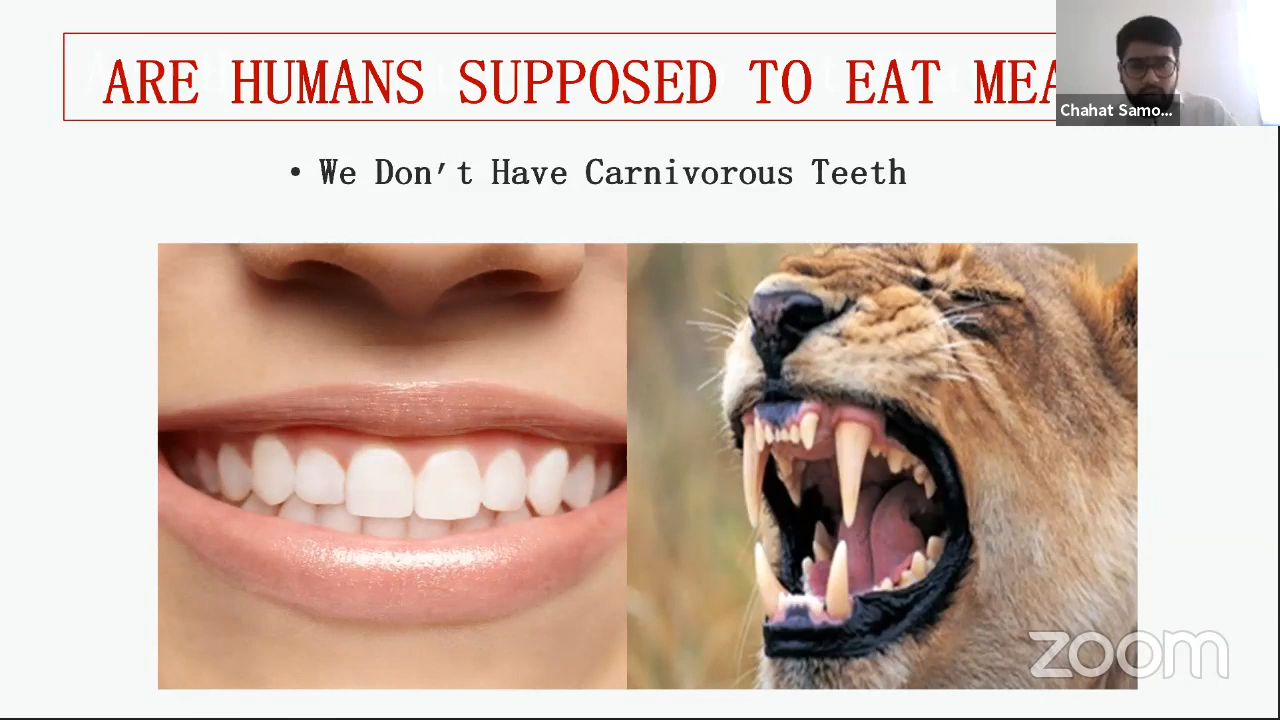 ARE HUMANS SUPPOSED TO EAT MEA
Chahat Samo...
• We Don't Have Carnivorous Teeth
zoom